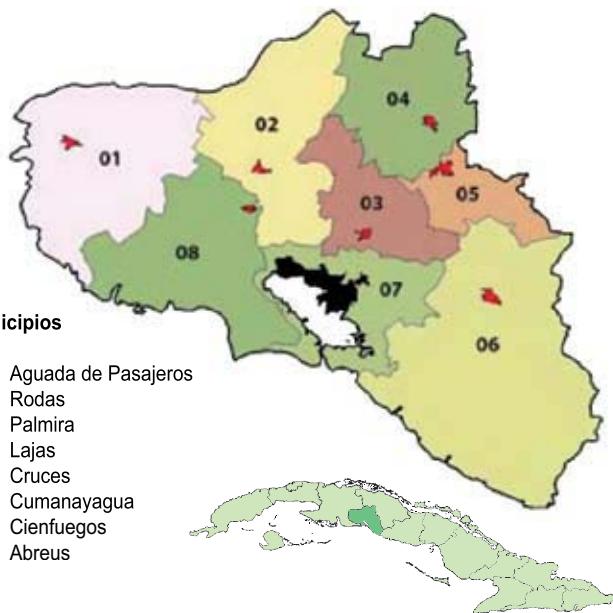 04
02
01
05
03
08
07
icipios
06
Aguada de Pasajeros
Rodas
Palmira
Lajas
Cruces
Cumanayagua
Cienfuegos
Abreus